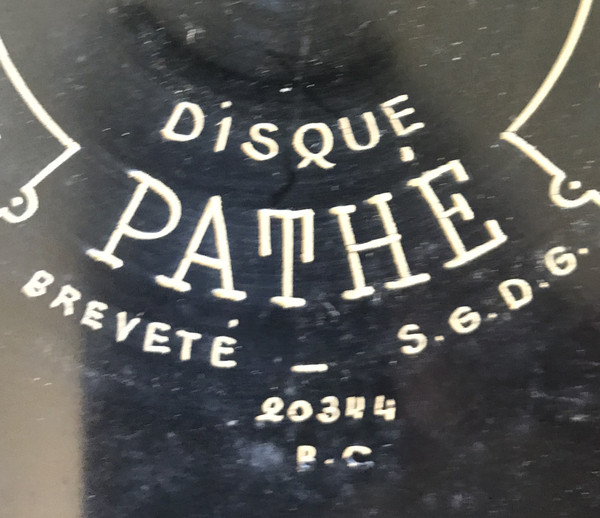 DiSQUE
PATHÉ
BREVETÉ _ S.G.D.G.
20344
R.C